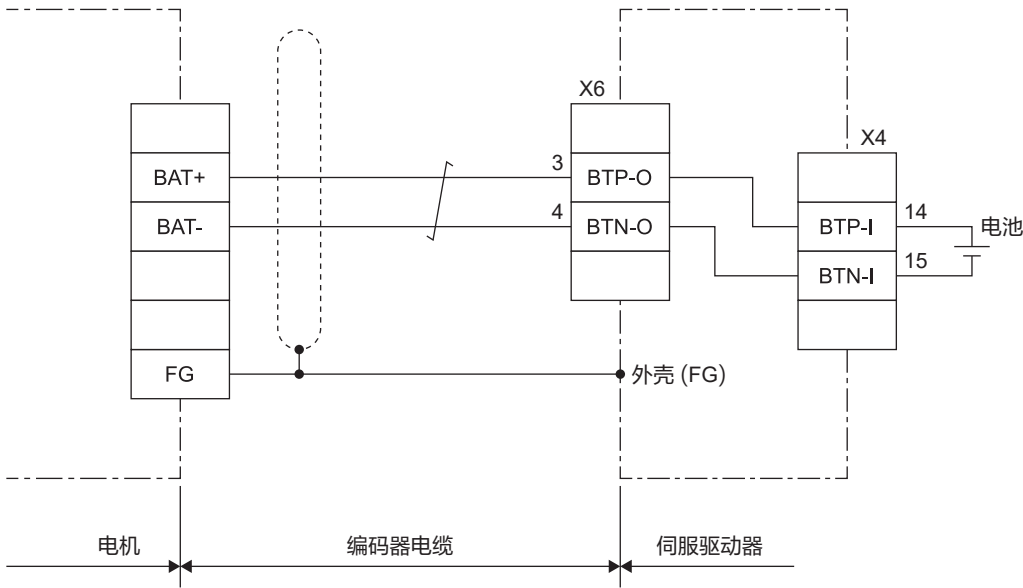 X6
X4
BAT+
3
BTP-O
BAT-
4
BTN-O
BTP-I
14
电池
BTN-I
15
FG
外壳 (FG)
电机
编码器电缆
伺服驱动器